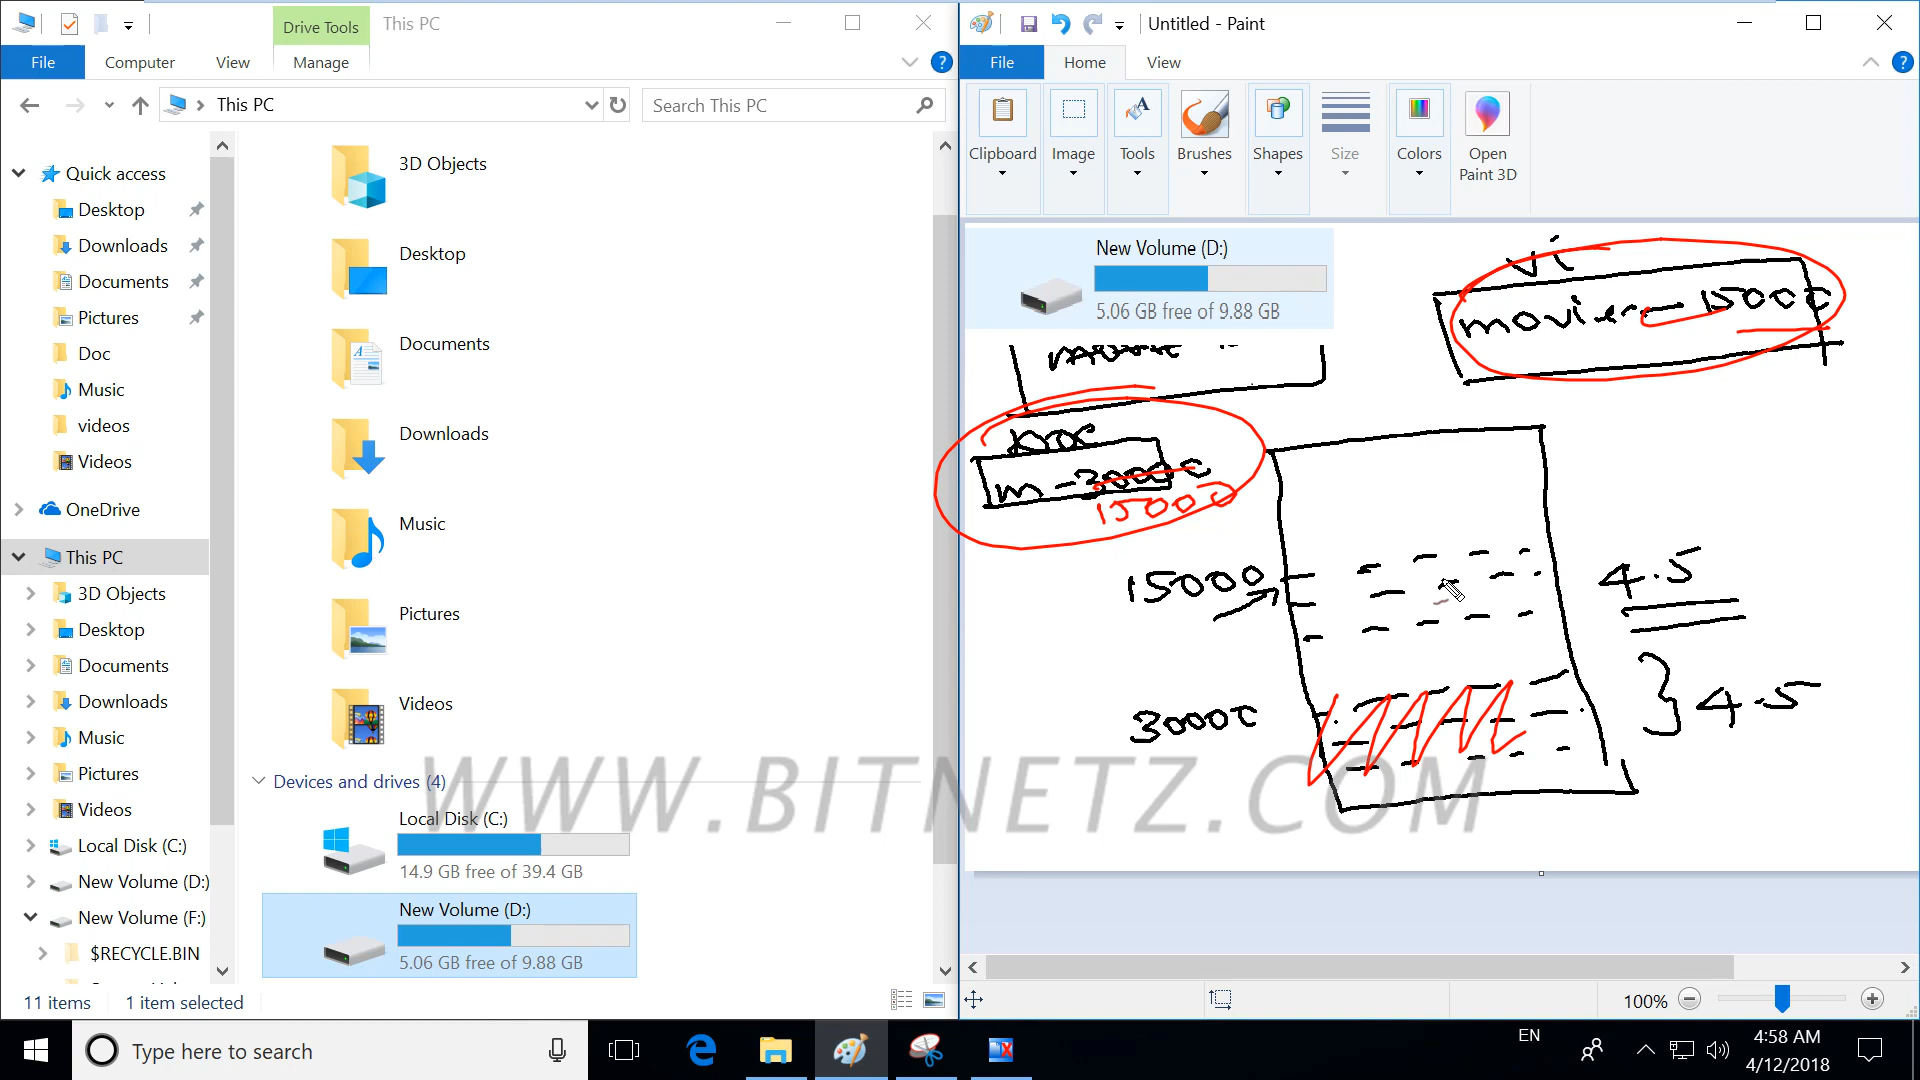 Drive Tools
This PC
File
Computer
View
Manage
This PC
Search This PC
Quick access
Desktop
Downloads
Documents
Pictures
Doc
Music
videos
Videos
OneDrive
This PC
3D Objects
Desktop
Documents
Downloads
Music
Pictures
Videos
Local Disk (C:)
New Volume (D:)
New Volume (F:)
$RECYCLE.BIN
3D Objects
Desktop
Documents
Downloads
Music
Pictures
Videos
Devices and drives (4)
Local Disk (C:)
14.9 GB free of 39.4 GB
New Volume (D:)
5.06 GB free of 9.88 GB
11 items
1 item selected
Untitled - Paint
File
Home
View
Clipboard
Image
Tools
Brushes
Shapes
Size
Colors
Open
Paint 3D
New Volume (D:)
5.06 GB free of 9.88 GB
Vi
15000
m - 3000
15000
15000
4.5
3000
4.5
WWW.BITNETZ.COM
100%
Type here to search
EN
4:58 AM
4/12/2018